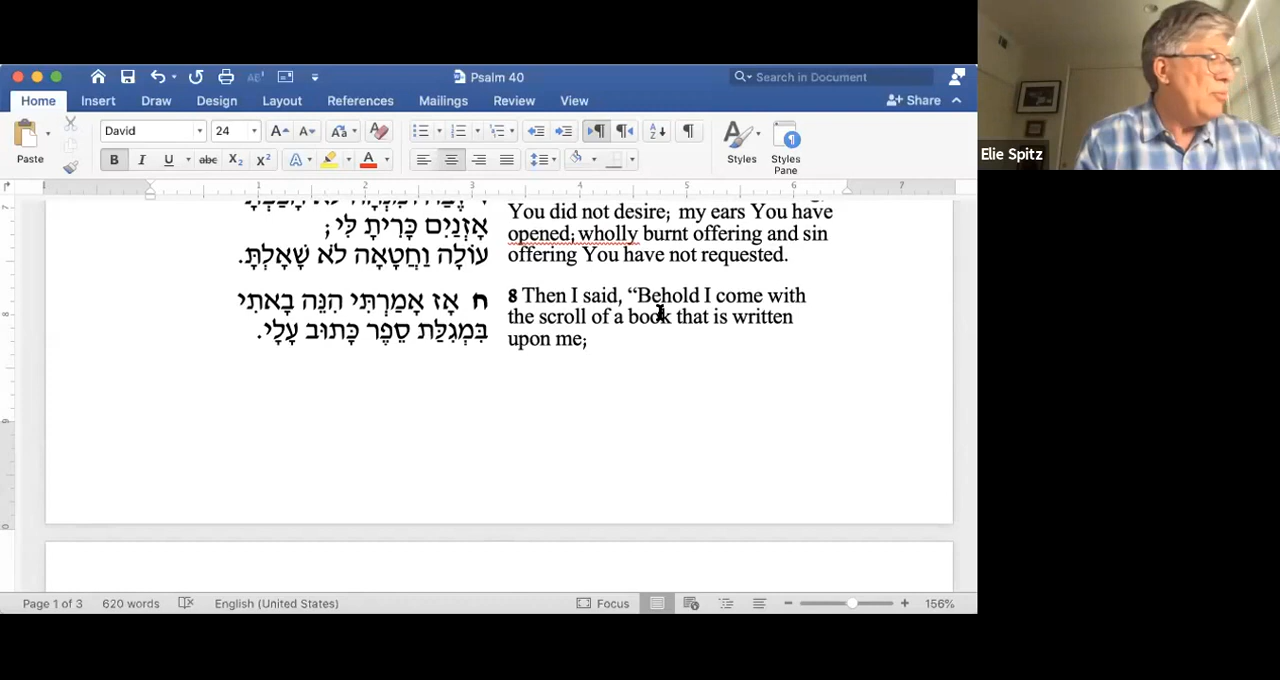 Psalm 40
Search in Document
Home Insert Draw Design Layout References Mailings Review View Share
Paste
David 24
Styles
Styles Pane
אָזְנַיִם כָּרִיתָ לִּי;
עוֹלָה וַחֲטָאָה לֹא שָׁאָלְתָּ.
ח אָז אָמַרְתִּי הִנֵּה בָאתִי
בִּמְגִלַּת סֵפֶר כָּתוּב עָלָי.
You did not desire; my ears You have
opened; wholly burnt offering and sin
offering You have not requested.
8 Then I said, “Behold I come with
the scroll of a book that is written
upon me;
Page 1 of 3 620 words English (United States) Focus 156%
Elie Spitz